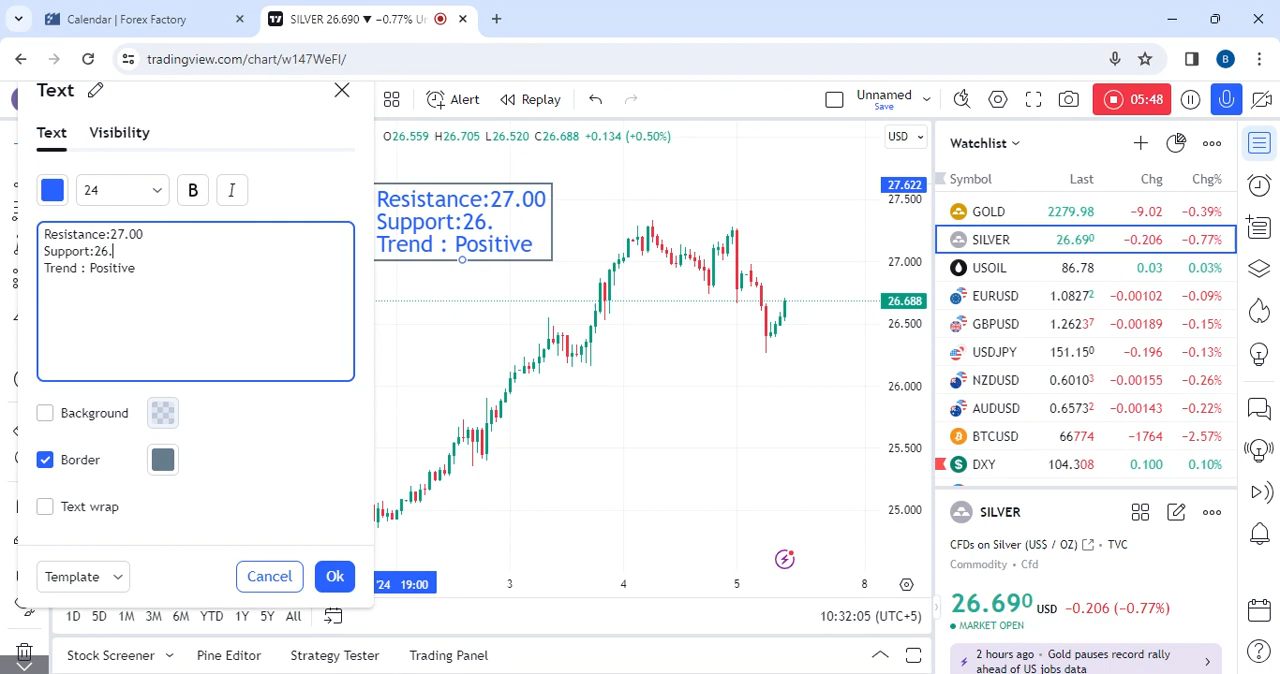 Calendar | Forex Factory
SILVER 26.690 ▼ −0.77% Un
tradingview.com/chart/w147WeFI/
B
Text
Alert
Replay
Unnamed
Save
05:48
Text
Visibility
O26.559 H26.705 L26.520 C26.688 +0.134 (+0.50%)
USD
Watchlist
Symbol Last Chg Chg%
24
B
I
Resistance:27.00
Support:26.
Trend : Positive
Resistance:27.00
Support:26.
Trend : Positive
27.622
27.500
27.000
26.688
26.500
26.000
25.500
25.000
GOLD 2279.98 −9.02 −0.39%
SILVER 26.690 −0.206 −0.77%
USOIL 86.78 0.03 0.03%
EURUSD 1.08272 −0.00102 −0.09%
GBPUSD 1.26237 −0.00189 −0.15%
USDJPY 151.150 −0.196 −0.13%
NZDUSD 0.60103 −0.00155 −0.26%
AUDUSD 0.65732 −0.00143 −0.22%
BTCUSD 66774 −1764 −2.57%
DXY 104.308 0.100 0.10%
Background
Border
Text wrap
Template
Cancel
Ok
'24 19:00 3 4 5 8
SILVER
CFDs on Silver (US$ / OZ) • TVC
Commodity • Cfd
26.690 USD −0.206 (−0.77%)
MARKET OPEN
2 hours ago • Gold pauses record rally
ahead of US jobs data
1D 5D 1M 3M 6M YTD 1Y 5Y All
10:32:05 (UTC+5)
Stock Screener
Pine Editor
Strategy Tester
Trading Panel